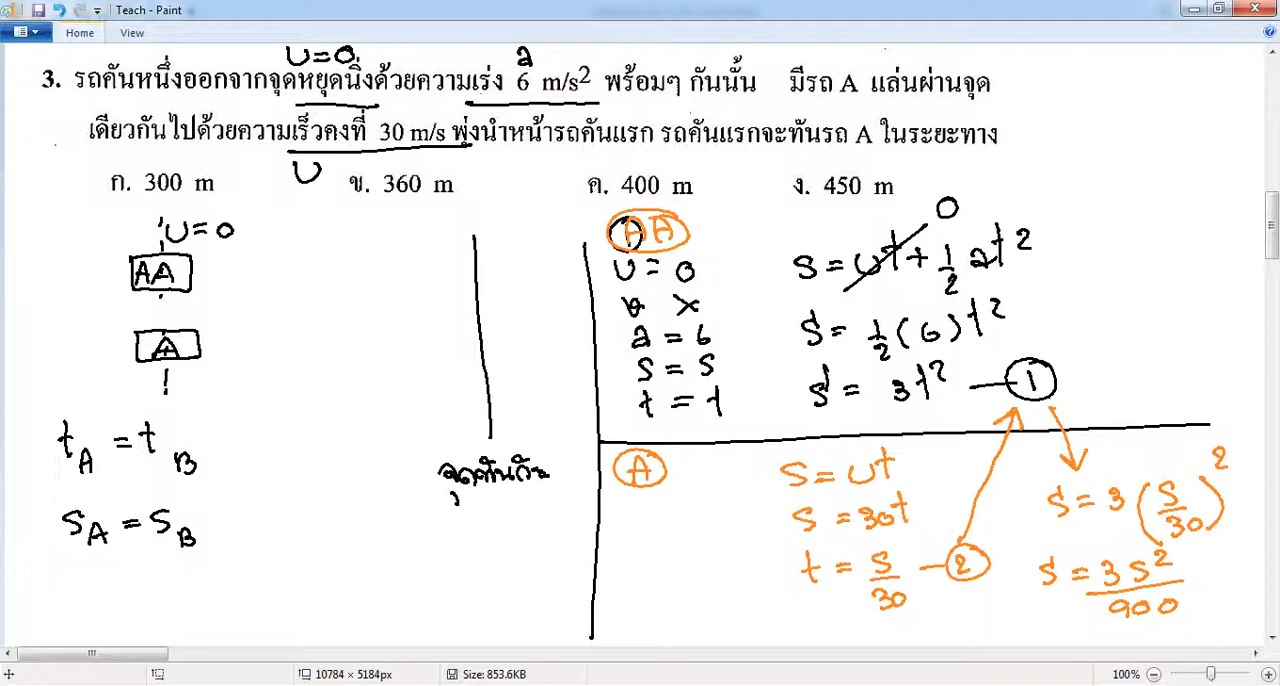 Teach - Paint
Home View
U=0 a
3. รถคันหนึ่งออกจากจุดหยุดนิ่งด้วยความเร่ง 6 m/s² พร้อมๆ กันนั้น มีรถ A แล่นผ่านจุด
เดียวกันไปด้วยความเร็วคงที่ 30 m/s พุ่งนำหน้ารถคันแรก รถคันแรกจะทันรถ A ในระยะทาง
U
ก. 300 m ข. 360 m ค. 400 m ง. 450 m
U=0
AA
A
t_A = t_B
S_A = S_B
จุดทันกัน
AA
U = 0
v x
a = 6
S = S
t = t
S = ut + 1/2 at² 0
S = 1/2 (6) t²
S = 3t² — 1
A
S = ut
S = 30t
t = S/30 — 2
S = 3 (S/30)²
S = 3S²/900
10784 × 5184px Size: 853.6KB 100%